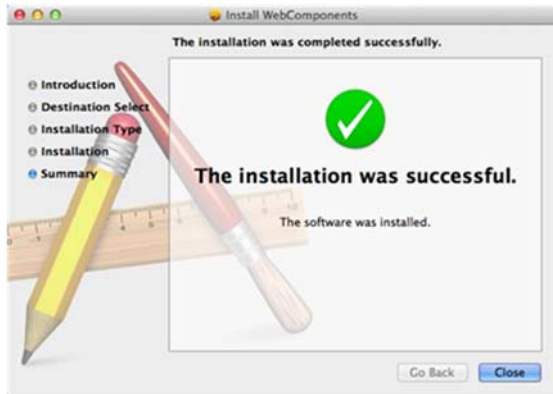 Install WebComponents
The installation was completed successfully.
Introduction
Destination Select
Installation Type
Installation
Summary
The installation was successful.
The software was installed.
Go Back
Close